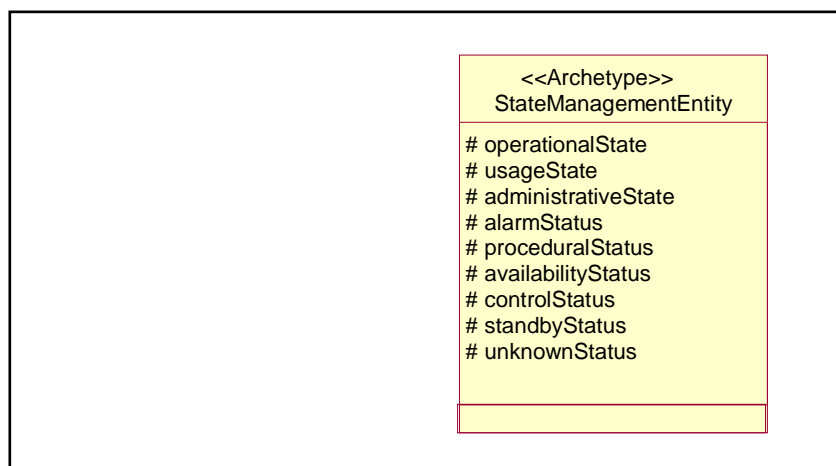 <<Archetype>>
StateManagementEntity
# operationalState
# usageState
# administrativeState
# alarmStatus
# proceduralStatus
# availabilityStatus
# controlStatus
# standbyStatus
# unknownStatus